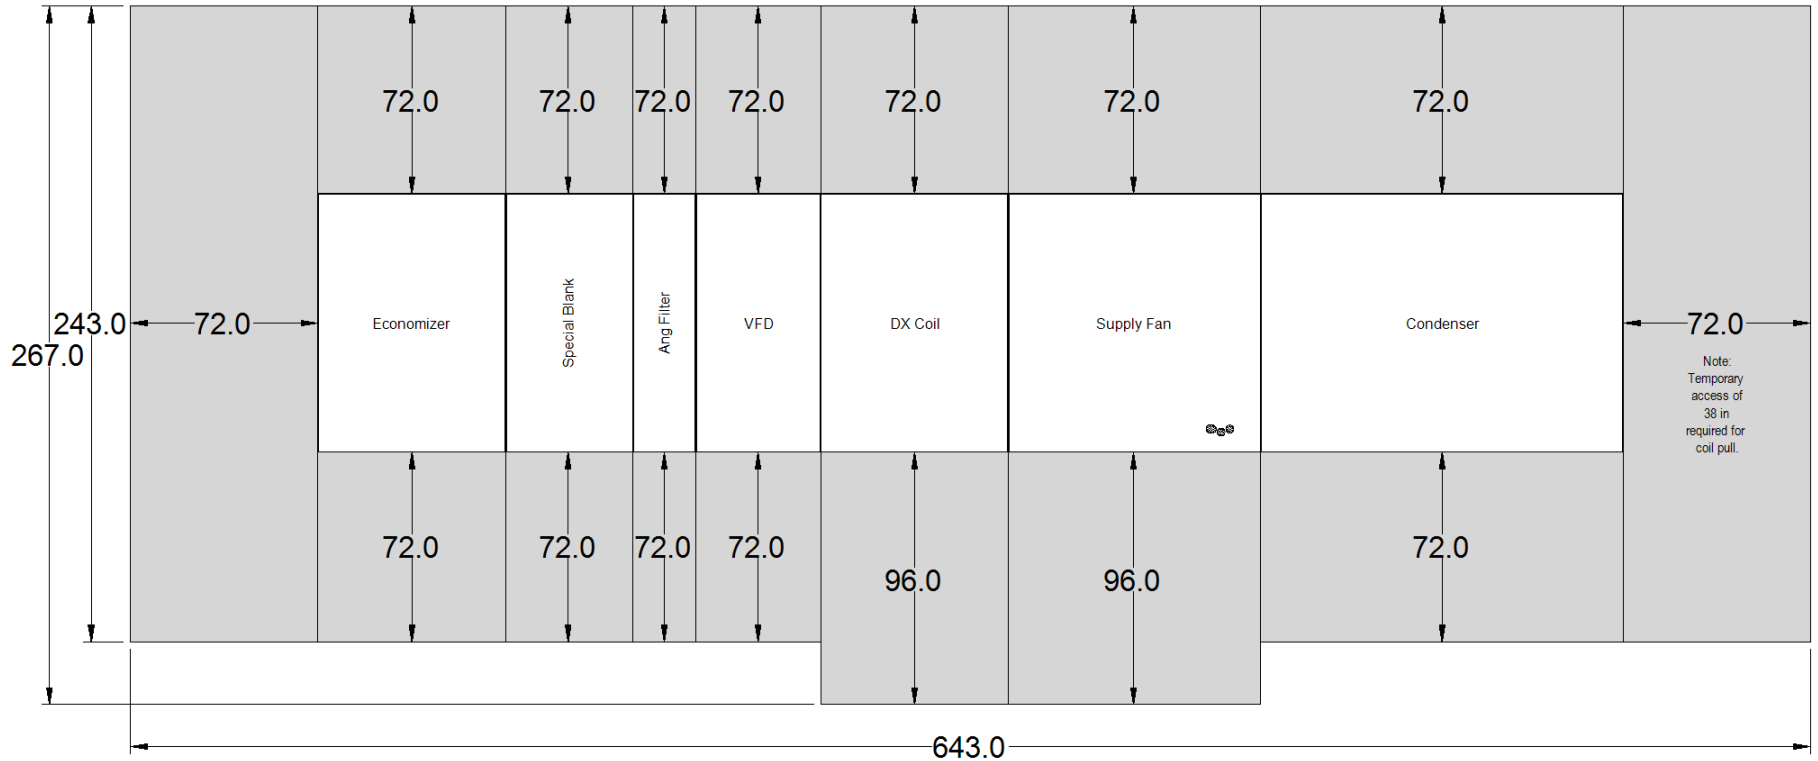 72.0 72.0 72.0 72.0 72.0 72.0 72.0
243.0 72.0 Economizer Special Blank Ang Filter VFD DX Coil Supply Fan Condenser 72.0
267.0
Note:
Temporary
access of
38 in
required for
coil pull.
72.0 72.0 72.0 72.0 72.0
96.0 96.0
643.0